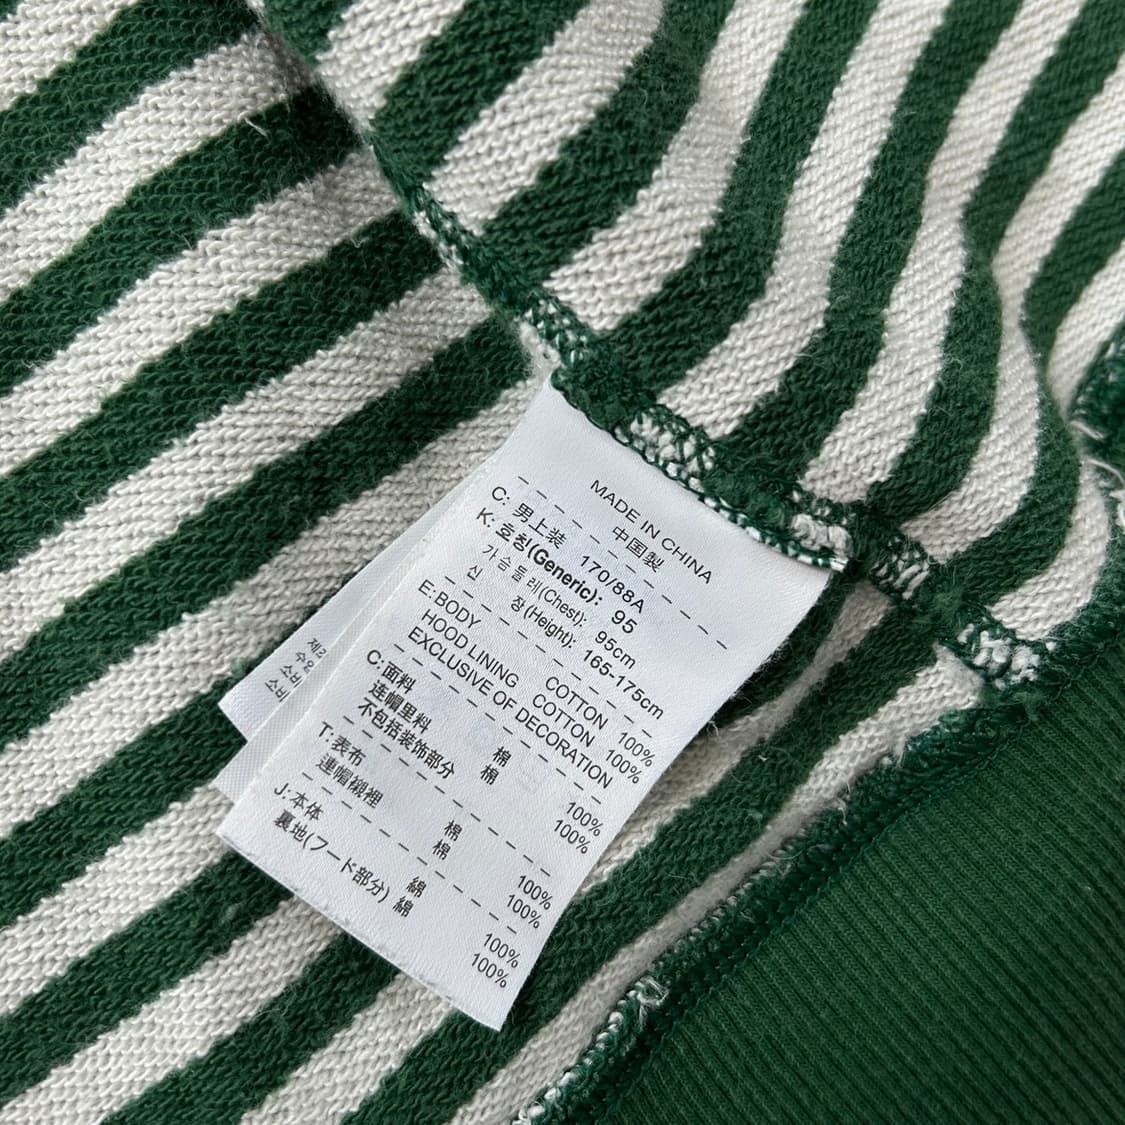 MADE IN CHINA
中国製
C: 男上装 170/88A
K: 호칭(Generic): 95
가슴둘레(Chest): 95cm
신 장(Height): 165-175cm
E:BODY COTTON 100%
HOOD LINING COTTON 100%
EXCLUSIVE OF DECORATION
C:面料 棉 100%
连帽里料 棉 100%
不包括装饰部分
T:表布 棉 100%
連帽襯裡 棉 100%
J:本体 綿 100%
裏地(フード部分) 綿 100%
소비